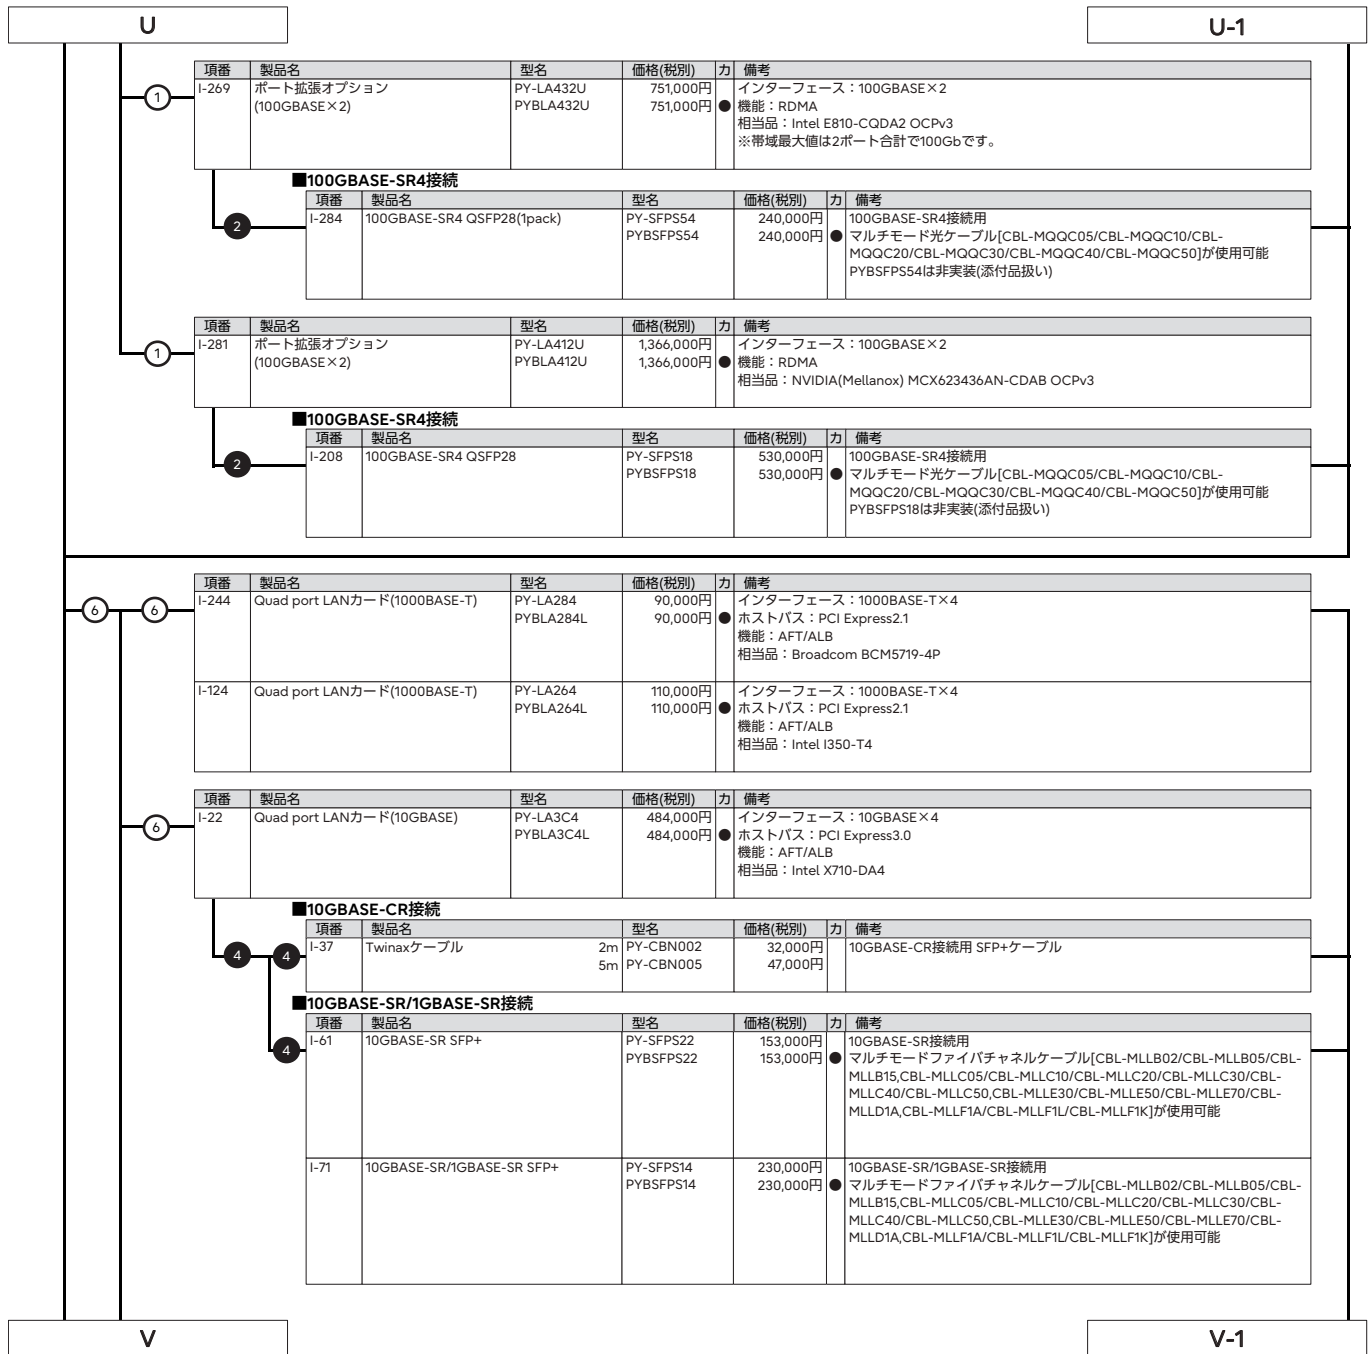 U
U-1
項番 製品名 型名 価格(税別) カ 備考
① I-269 ポート拡張オプション PY-LA432U 751,000円 インターフェース：100GBASE×2
(100GBASE×2) PYBLA432U 751,000円 ● 機能：RDMA
相当品：Intel E810-CQDA2 OCPv3
※帯域最大値は2ポート合計で100Gbです。
■100GBASE-SR4接続
項番 製品名 型名 価格(税別) カ 備考
2 I-284 100GBASE-SR4 QSFP28(1pack) PY-SFPS54 240,000円 100GBASE-SR4接続用
PYBSFPS54 240,000円 ● マルチモード光ケーブル[CBL-MQQC05/CBL-MQQC10/CBL-
MQQC20/CBL-MQQC30/CBL-MQQC40/CBL-MQQC50]が使用可能
PYBSFPS54は非実装(添付品扱い)
項番 製品名 型名 価格(税別) カ 備考
① I-281 ポート拡張オプション PY-LA412U 1,366,000円 インターフェース：100GBASE×2
(100GBASE×2) PYBLA412U 1,366,000円 ● 機能：RDMA
相当品：NVIDIA(Mellanox) MCX623436AN-CDAB OCPv3
■100GBASE-SR4接続
項番 製品名 型名 価格(税別) カ 備考
2 I-208 100GBASE-SR4 QSFP28 PY-SFPS18 530,000円 100GBASE-SR4接続用
PYBSFPS18 530,000円 ● マルチモード光ケーブル[CBL-MQQC05/CBL-MQQC10/CBL-
MQQC20/CBL-MQQC30/CBL-MQQC40/CBL-MQQC50]が使用可能
PYBSFPS18は非実装(添付品扱い)
項番 製品名 型名 価格(税別) カ 備考
⑥ ⑥ I-244 Quad port LANカード(1000BASE-T) PY-LA284 90,000円 インターフェース：1000BASE-T×4
PYBLA284L 90,000円 ● ホストバス：PCI Express2.1
機能：AFT/ALB
相当品：Broadcom BCM5719-4P
I-124 Quad port LANカード(1000BASE-T) PY-LA264 110,000円 インターフェース：1000BASE-T×4
PYBLA264L 110,000円 ● ホストバス：PCI Express2.1
機能：AFT/ALB
相当品：Intel I350-T4
項番 製品名 型名 価格(税別) カ 備考
⑥ I-22 Quad port LANカード(10GBASE) PY-LA3C4 484,000円 インターフェース：10GBASE×4
PYBLA3C4L 484,000円 ● ホストバス：PCI Express3.0
機能：AFT/ALB
相当品：Intel X710-DA4
■10GBASE-CR接続
項番 製品名 型名 価格(税別) カ 備考
4 4 I-37 Twinaxケーブル 2m PY-CBN002 32,000円 10GBASE-CR接続用 SFP+ケーブル
5m PY-CBN005 47,000円
■10GBASE-SR/1GBASE-SR接続
項番 製品名 型名 価格(税別) カ 備考
4 I-61 10GBASE-SR SFP+ PY-SFPS22 153,000円 10GBASE-SR接続用
PYBSFPS22 153,000円 ● マルチモードファイバチャネルケーブル[CBL-MLLB02/CBL-MLLB05/CBL-
MLLB15,CBL-MLLC05/CBL-MLLC10/CBL-MLLC20/CBL-MLLC30/CBL-
MLLC40/CBL-MLLC50,CBL-MLLE30/CBL-MLLE50/CBL-MLLE70/CBL-
MLLD1A,CBL-MLLF1A/CBL-MLLF1L/CBL-MLLF1K]が使用可能
I-71 10GBASE-SR/1GBASE-SR SFP+ PY-SFPS14 230,000円 10GBASE-SR/1GBASE-SR接続用
PYBSFPS14 230,000円 ● マルチモードファイバチャネルケーブル[CBL-MLLB02/CBL-MLLB05/CBL-
MLLB15,CBL-MLLC05/CBL-MLLC10/CBL-MLLC20/CBL-MLLC30/CBL-
MLLC40/CBL-MLLC50,CBL-MLLE30/CBL-MLLE50/CBL-MLLE70/CBL-
MLLD1A,CBL-MLLF1A/CBL-MLLF1L/CBL-MLLF1K]が使用可能
V
V-1